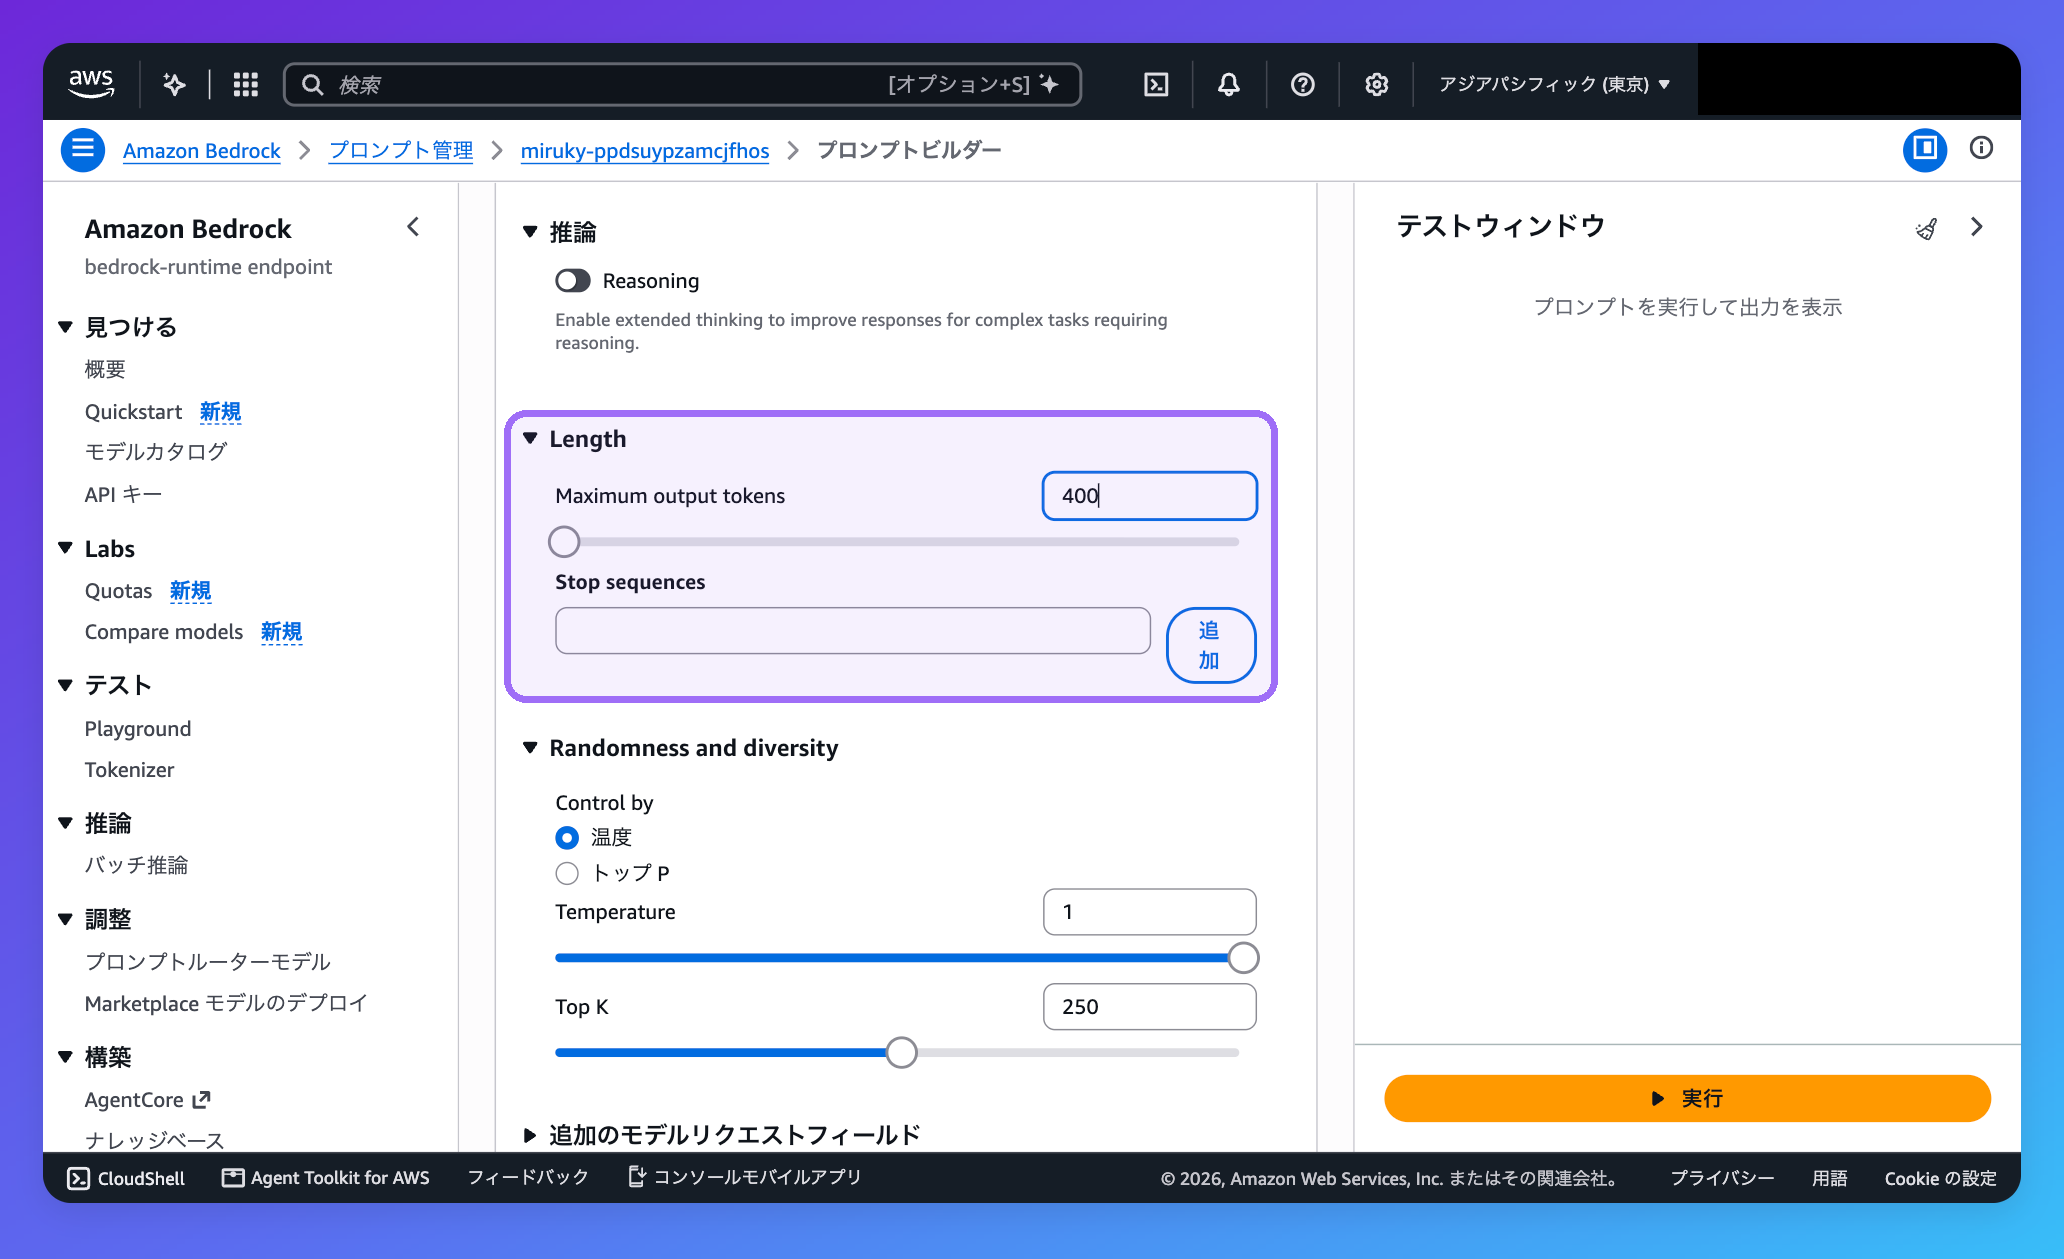 aws
検索
[オプション+S]
アジアパシフィック (東京) ▼
Amazon Bedrock
プロンプト管理
miruky-ppdsuypzamcjfhos
プロンプトビルダー
Amazon Bedrock
bedrock-runtime endpoint
見つける
概要
Quickstart 新規
モデルカタログ
API キー
Labs
Quotas 新規
Compare models 新規
テスト
Playground
Tokenizer
推論
バッチ推論
調整
プロンプトルーターモデル
Marketplace モデルのデプロイ
構築
AgentCore
ナレッジベース
推論
Reasoning
Enable extended thinking to improve responses for complex tasks requiring
reasoning.
Length
Maximum output tokens
400
Stop sequences
追
加
Randomness and diversity
Control by
温度
トップ P
Temperature
1
Top K
250
追加のモデルリクエストフィールド
テストウィンドウ
プロンプトを実行して出力を表示
実行
CloudShell
Agent Toolkit for AWS
フィードバック
コンソールモバイルアプリ
© 2026, Amazon Web Services, Inc. またはその関連会社。
プライバシー
用語
Cookie の設定